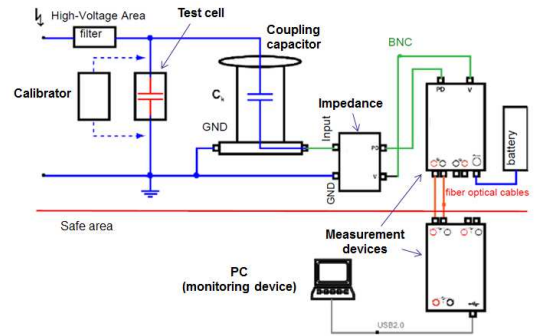 High-Voltage Area
filter
Test cell
Coupling
capacitor
BNC
Calibrator
Ck
Impedance
GND
Input
PD
V
PD
V
GND
battery
fiber optical cables
Safe area
Measurement
devices
PC
(monitoring device)
USB2.0